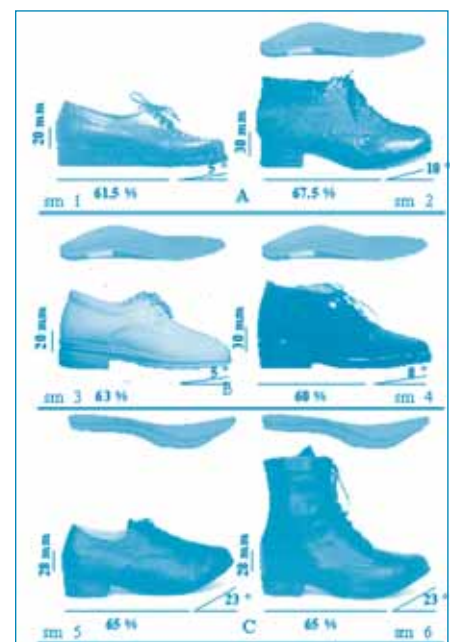 20 mm
30 mm
5 °
10 °
sm 1 61.5 % A 67.5 % sm 2
20 mm
30 mm
5 °
8 °
sm 3 63 % B 60 % sm 4
20 mm
20 mm
23 °
23 °
sm 5 65 % C 65 % sm 6